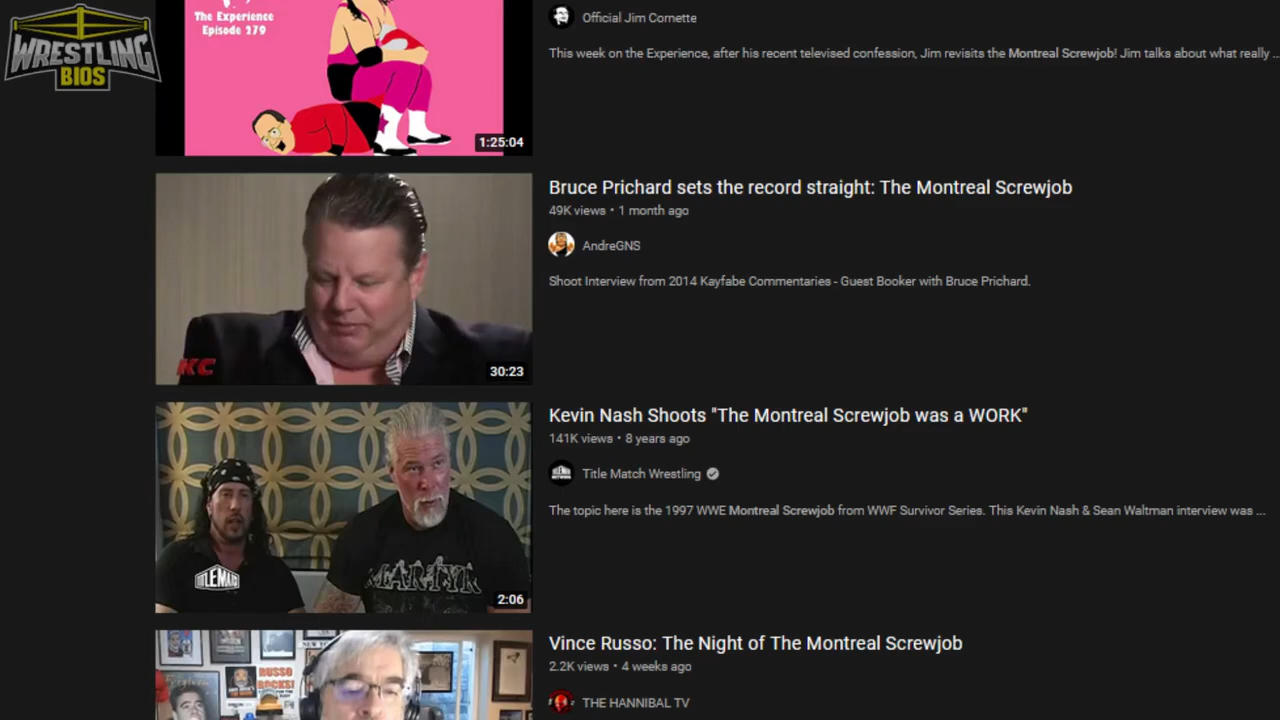 WRESTLING
BIOS
The Experience
Episode 279
1:25:04
Official Jim Cornette
This week on the Experience, after his recent televised confession, Jim revisits the Montreal Screwjob! Jim talks about what really ...
KC
30:23
Bruce Prichard sets the record straight: The Montreal Screwjob
49K views • 1 month ago
AndreGNS
Shoot Interview from 2014 Kayfabe Commentaries - Guest Booker with Bruce Prichard.
MARTYR
2:06
Kevin Nash Shoots "The Montreal Screwjob was a WORK"
141K views • 8 years ago
Title Match Wrestling
The topic here is the 1997 WWE Montreal Screwjob from WWF Survivor Series. This Kevin Nash & Sean Waltman interview was ...
RUSSO
ROCKS!
Vince Russo: The Night of The Montreal Screwjob
2.2K views • 4 weeks ago
THE HANNIBAL TV